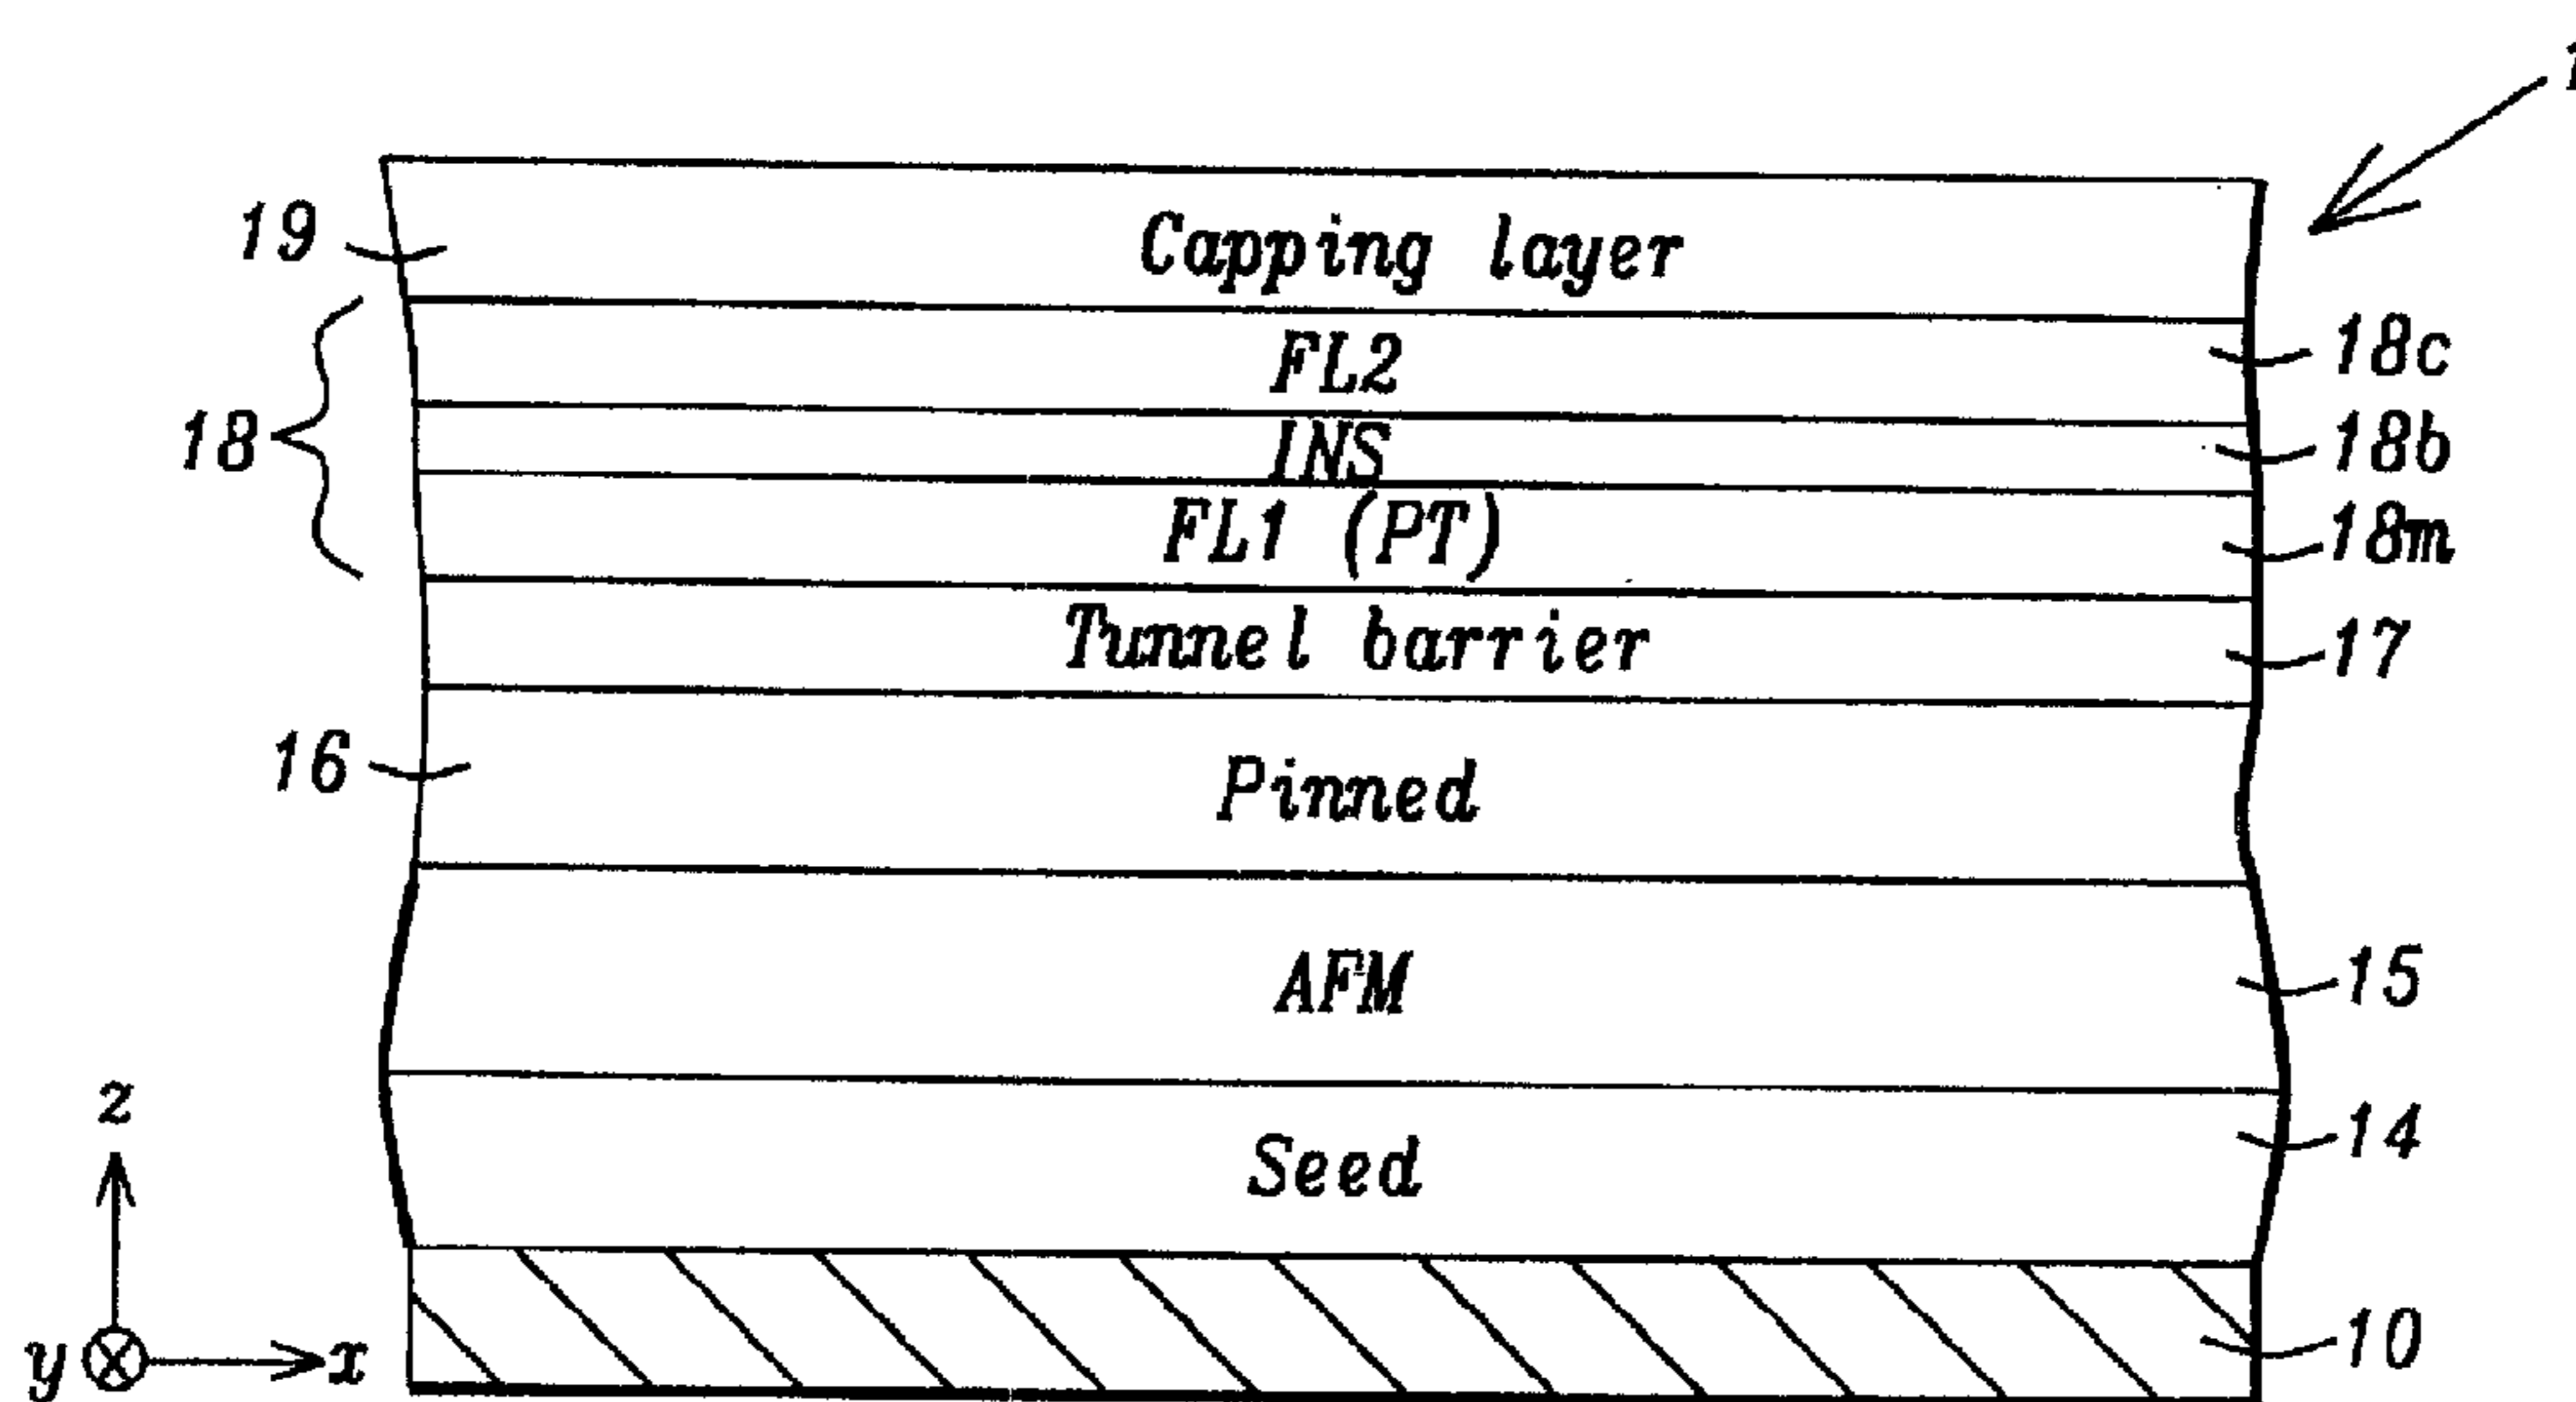 19 Capping layer
FL2 18c
18 INS 18b
FL1 (PT) 18m
Tunnel barrier 17
16 Pinned
AFM 15
z
Seed 14
y x 10